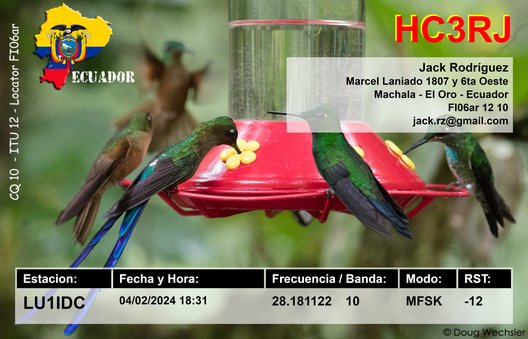 HC3RJ
Jack Rodríguez
Marcel Laniado 1807 y 6ta Oeste
Machala - El Oro - Ecuador
FI06ar 12 10
jack.rz@gmail.com
RJ
ECUADOR
CQ 10 - ITU 12 - Locator FI06ar
Estacion: Fecha y Hora: Frecuencia / Banda: Modo: RST:
LU1IDC 04/02/2024 18:31 28.181122 10 MFSK -12
© Doug Wechsler